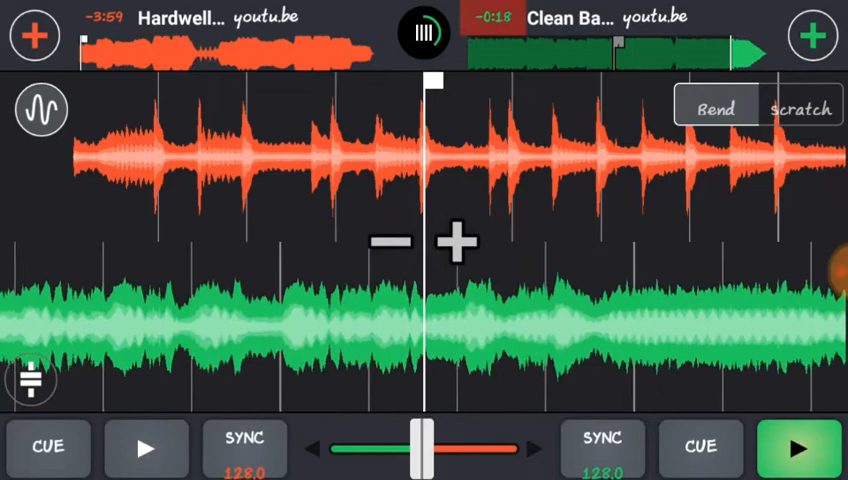 -3:59 Hardwell... youtu.be
-0:18 Clean Ba... youtu.be
Bend scratch
CUE
SYNC
128.0
SYNC
128.0
CUE